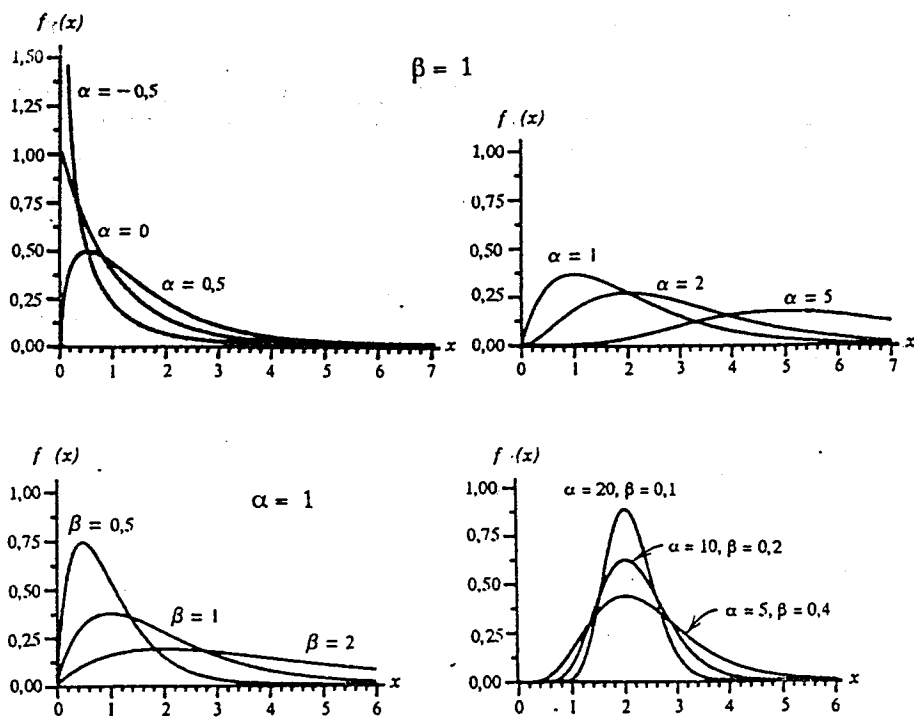 f (x)
1,50
1,25
1,00
0,75
0,50
0,25
0,00
α = −0,5
α = 0
α = 0,5
0 1 2 3 4 5 6 7 x
β = 1
f (x)
1,00
0,75
0,50
0,25
0,00
α = 1
α = 2
α = 5
0 1 2 3 4 5 6 7 x
f (x)
1,00
0,75
0,50
0,25
0,00
α = 1
β = 0,5
β = 1
β = 2
0 1 2 3 4 5 6 x
f (x)
1,00
0,75
0,50
0,25
0,00
α = 20, β = 0,1
α = 10, β = 0,2
α = 5, β = 0,4
0 1 2 3 4 5 6 x